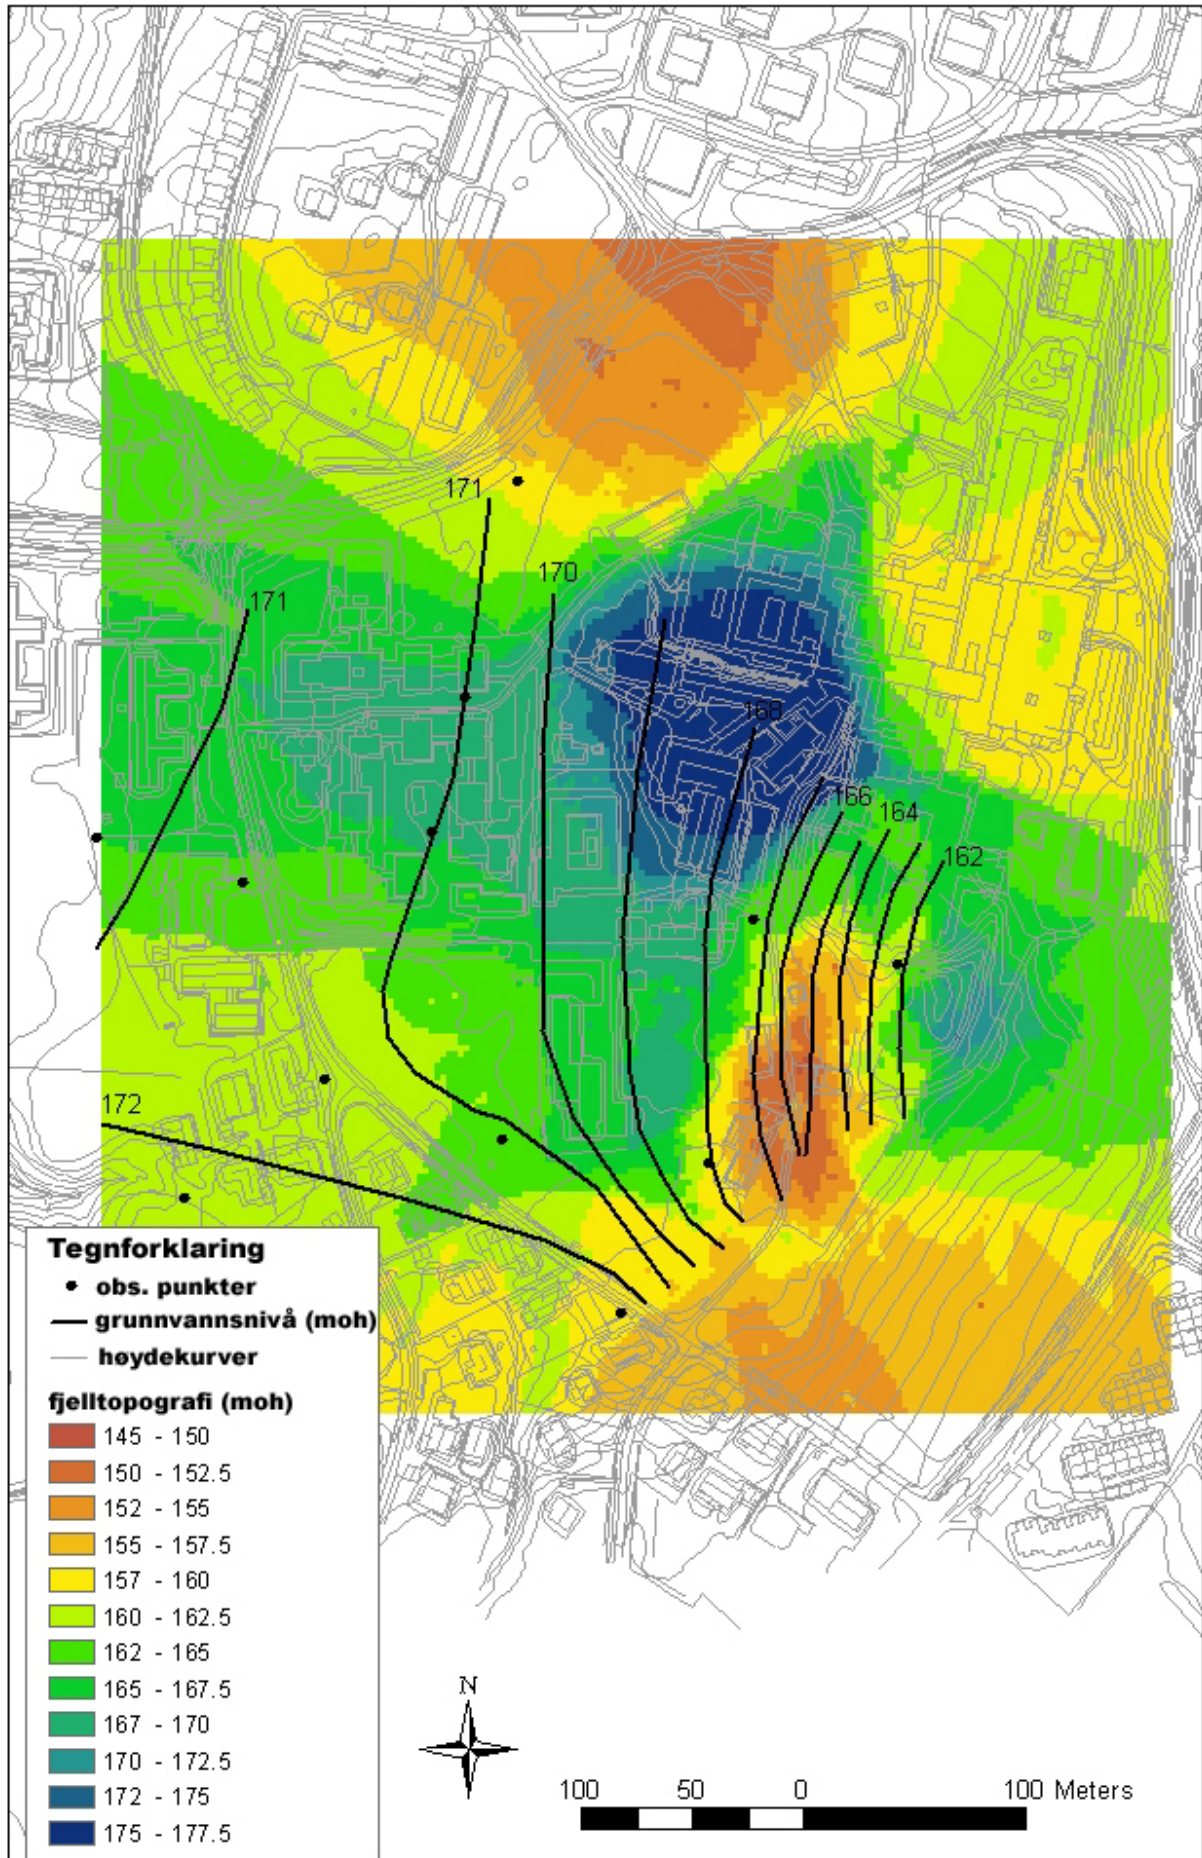 171
170
171
168
166
164
162
172
Tegnforklaring
obs. punkter
grunnvannsnivå (moh)
høydekurver
fjelltopografi (moh)
145 - 150
150 - 152.5
152 - 155
155 - 157.5
157 - 160
160 - 162.5
162 - 165
165 - 167.5
167 - 170
170 - 172.5
172 - 175
175 - 177.5
N
100 50 0 100 Meters